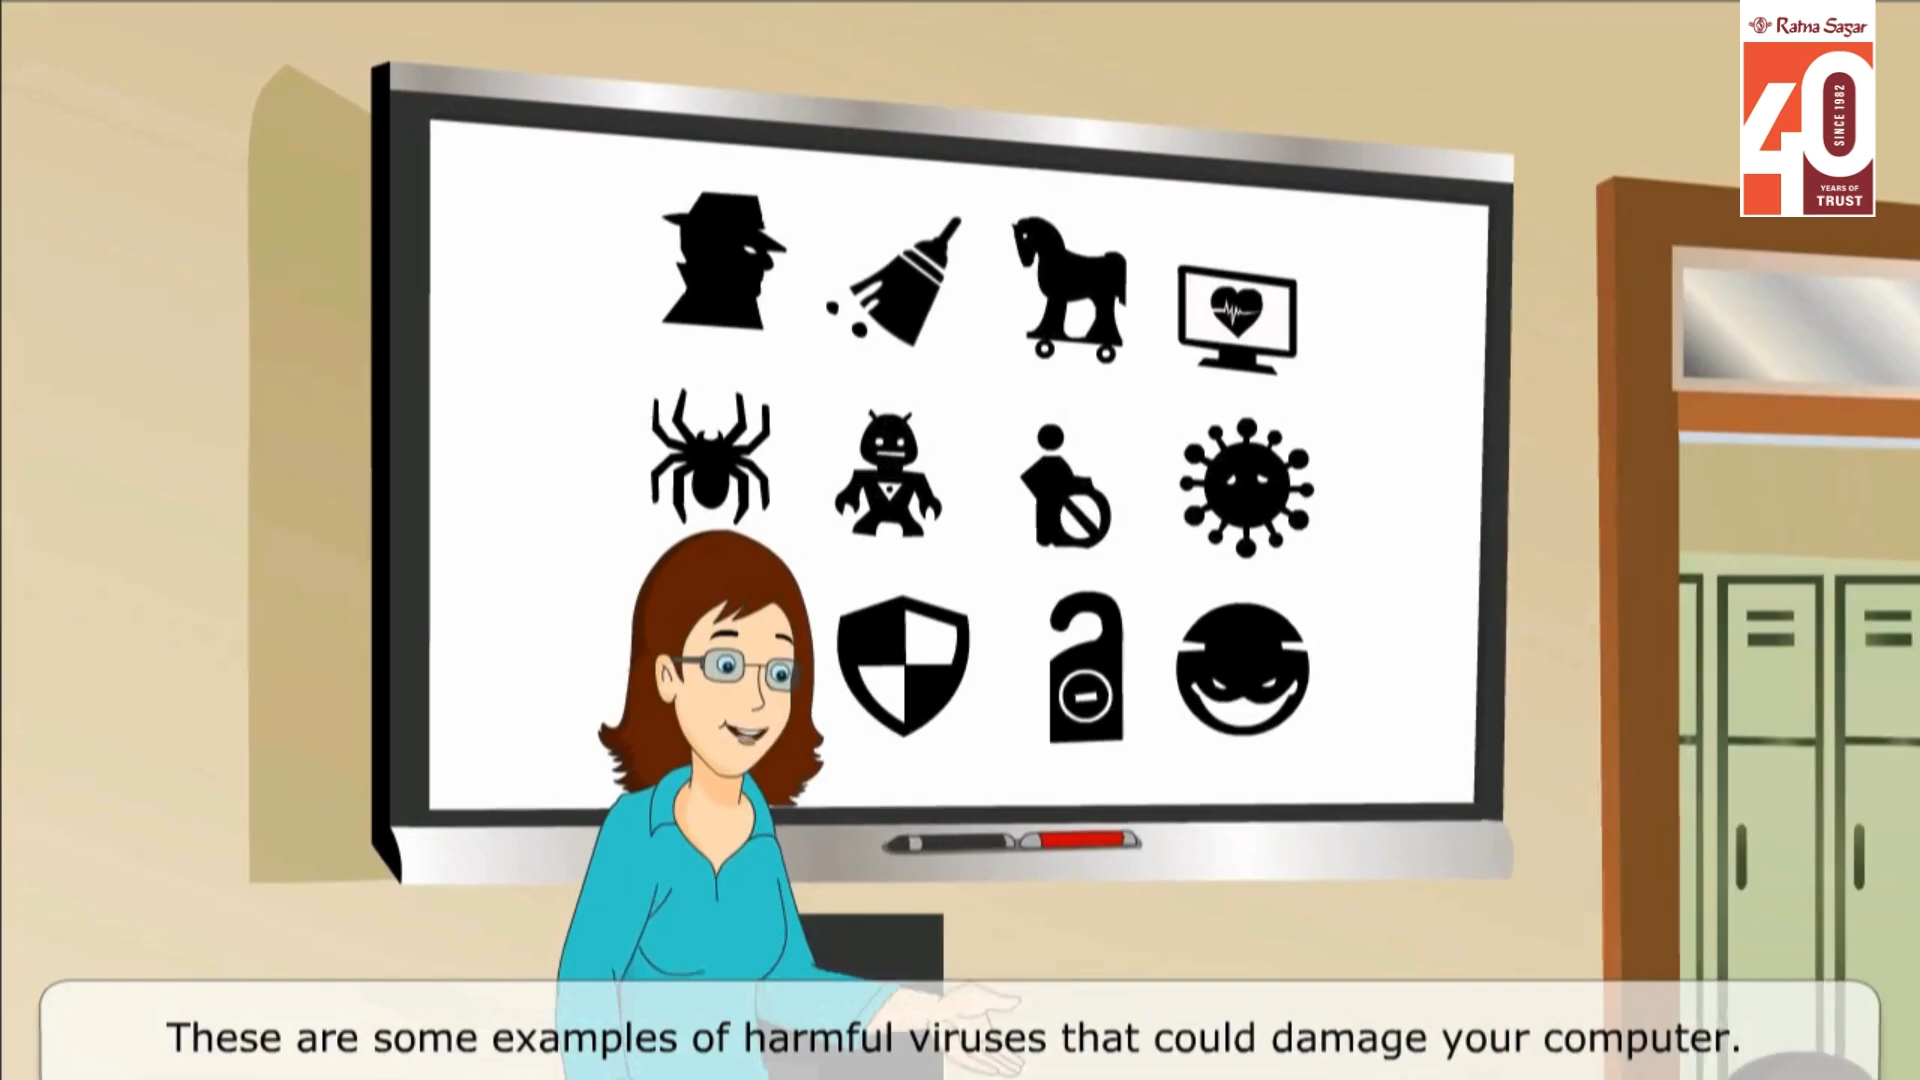 Ratna Sagar
40
SINCE 1982
YEARS OF
TRUST
These are some examples of harmful viruses that could damage your computer.